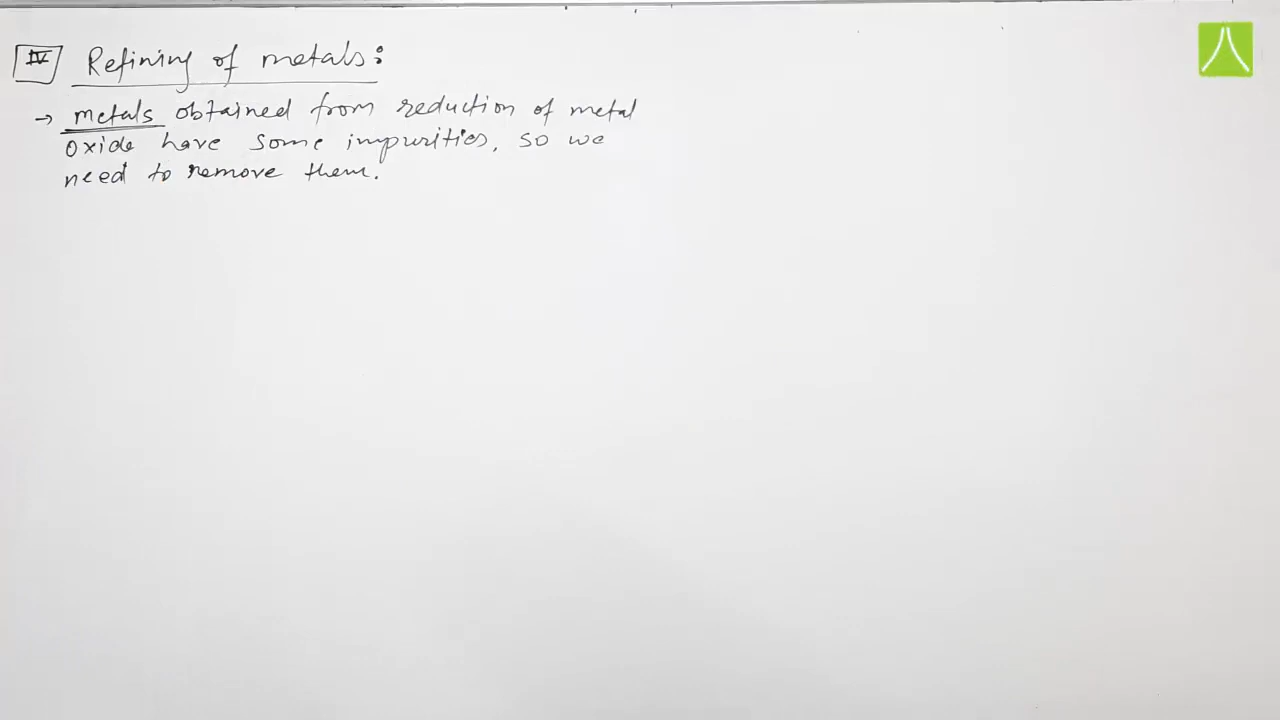 IV Refining of metals:
→ metals obtained from reduction of metal
oxide have some impurities, so we
need to remove them.